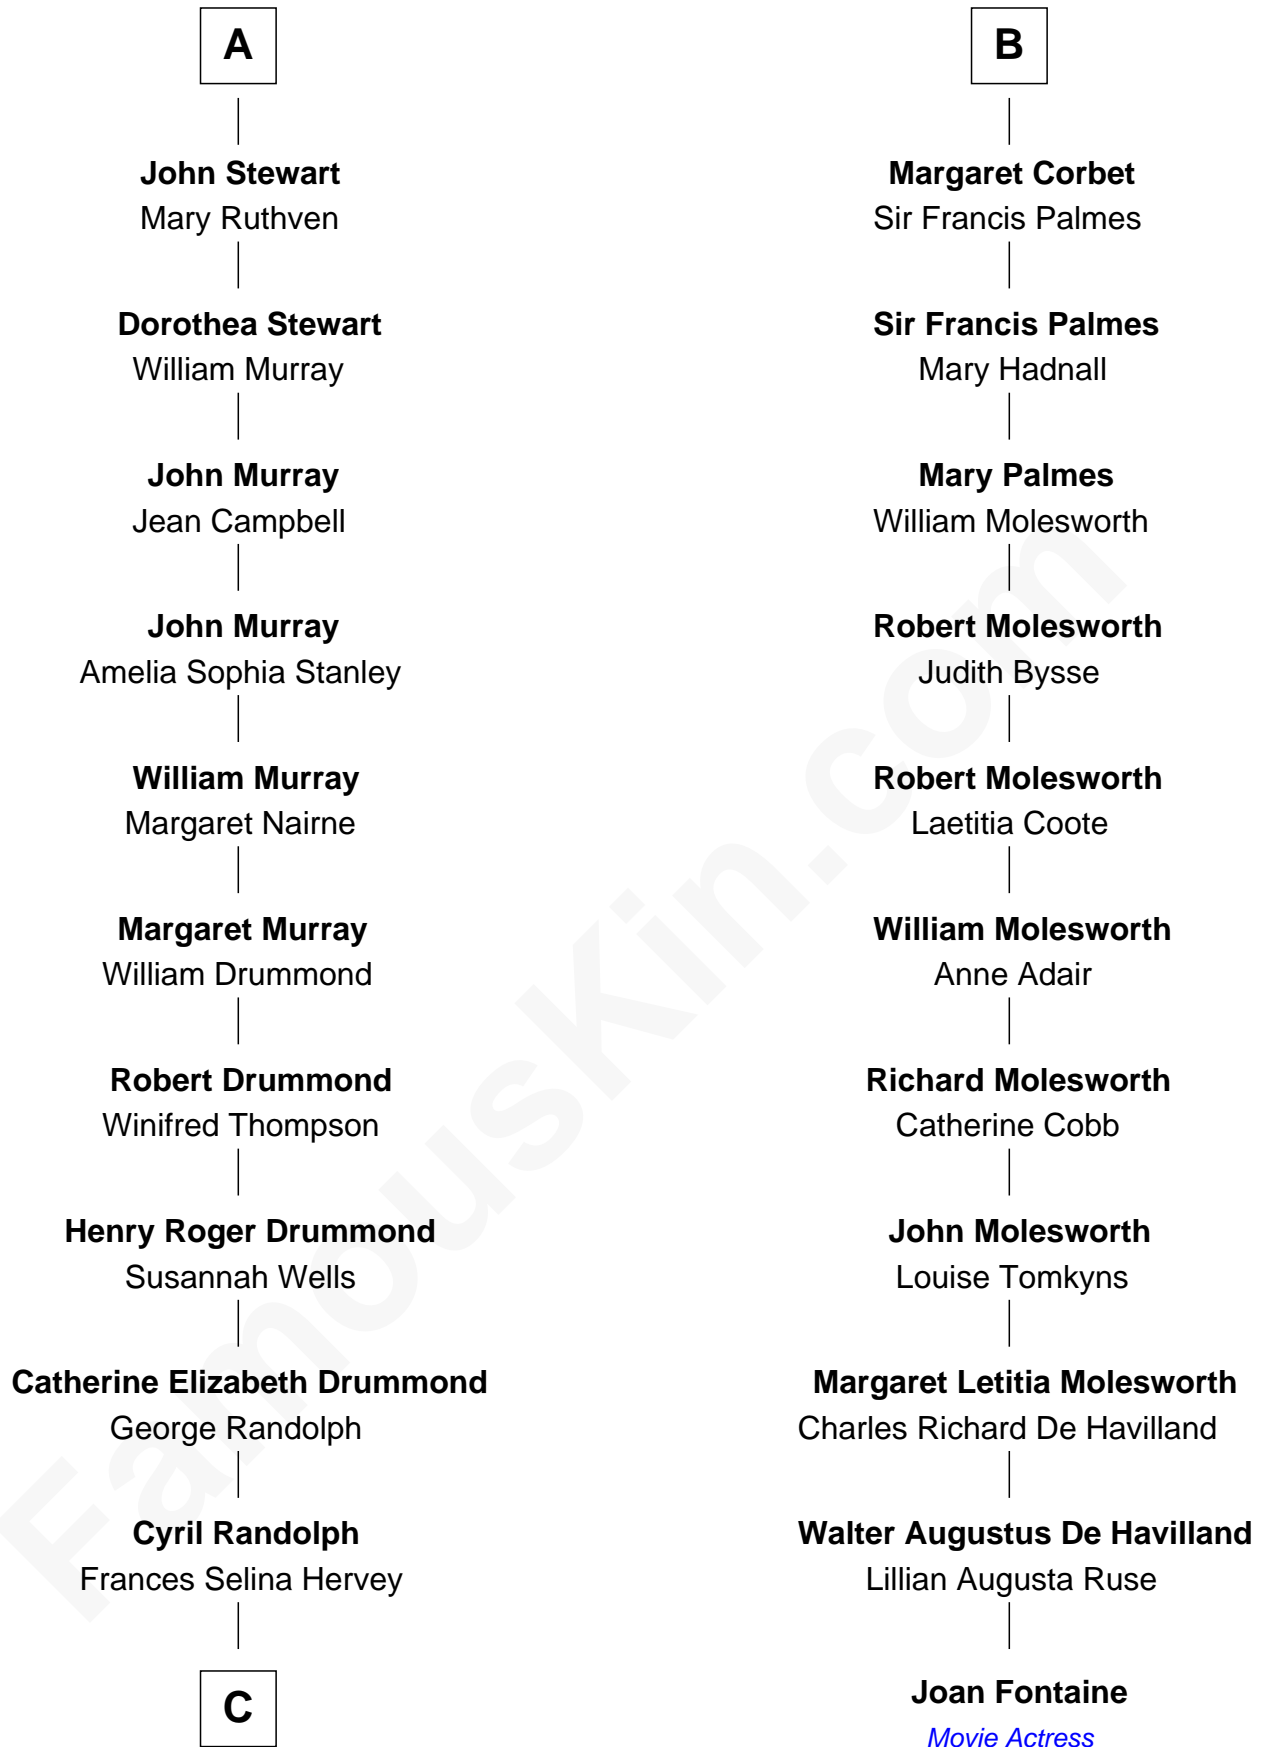 A
John Stewart
Mary Ruthven
Dorothea Stewart
William Murray
John Murray
Jean Campbell
John Murray
Amelia Sophia Stanley
William Murray
Margaret Nairne
Margaret Murray
William Drummond
Robert Drummond
Winifred Thompson
Henry Roger Drummond
Susannah Wells
Catherine Elizabeth Drummond
George Randolph
Cyril Randolph
Frances Selina Hervey
C
B
Margaret Corbet
Sir Francis Palmes
Sir Francis Palmes
Mary Hadnall
Mary Palmes
William Molesworth
Robert Molesworth
Judith Bysse
Robert Molesworth
Laetitia Coote
William Molesworth
Anne Adair
Richard Molesworth
Catherine Cobb
John Molesworth
Louise Tomkyns
Margaret Letitia Molesworth
Charles Richard De Havilland
Walter Augustus De Havilland
Lillian Augusta Ruse
Joan Fontaine
Movie Actress
FamousKin.com